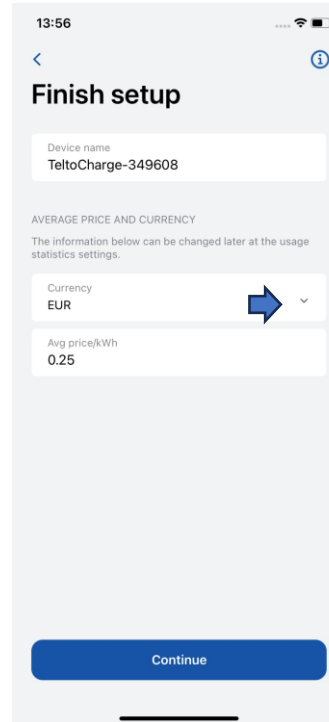 13:56
Finish setup
Device name
TeltoCharge-349608
AVERAGE PRICE AND CURRENCY
The information below can be changed later at the usage
statistics settings.
Currency
EUR
Avg price/kWh
0.25
Continue